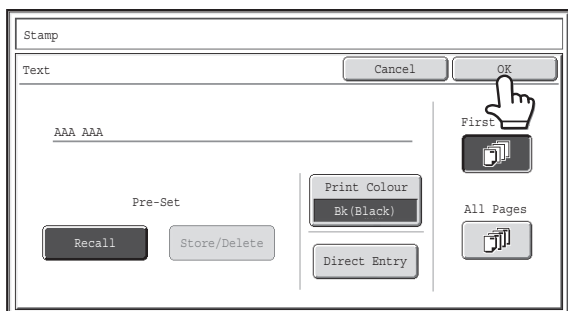 Stamp
Text
Cancel
OK
AAA AAA
First
Pre-Set
Print Colour
Bk(Black)
All Pages
Recall
Store/Delete
Direct Entry